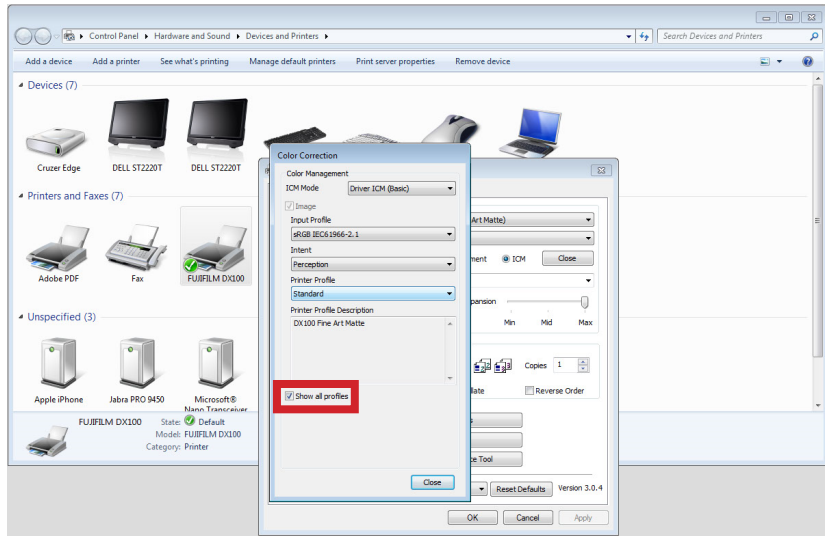 Control Panel Hardware and Sound Devices and Printers
Search Devices and Printers
Add a device Add a printer See what's printing Manage default printers Print server properties Remove device
Devices (7)
Cruzer Edge
DELL ST2220T
DELL ST2220T
Printers and Faxes (7)
Adobe PDF
Fax
FUJIFILM DX100
Unspecified (3)
Apple iPhone
Jabra PRO 9450
Microsoft®
Nano Transceiver
FUJIFILM DX100 State: Default
Model: FUJIFILM DX100
Category: Printer
Color Correction
Color Management
ICM Mode Driver ICM (Basic)
Image
Input Profile
sRGB IEC61966-2.1
Intent
Perception
Printer Profile
Standard
Printer Profile Description
DX100 Fine Art Matte
Show all profiles
Close
Art Matte)
ment ICM Close
pansion
Min Mid Max
Copies 1
llate Reverse Order
ce Tool
Reset Defaults Version 3.0.4
OK Cancel Apply